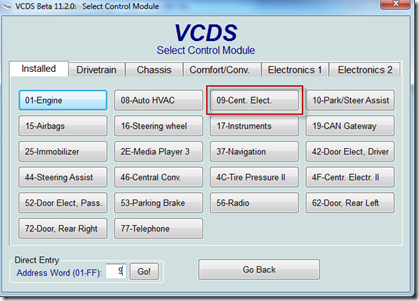 VCDS Beta 11.2.0: Select Control Module
VCDS
Select Control Module
Installed Drivetrain Chassis Comfort/Conv. Electronics 1 Electronics 2
01-Engine 08-Auto HVAC 09-Cent. Elect. 10-Park/Steer Assist
15-Airbags 16-Steering wheel 17-Instruments 19-CAN Gateway
25-Immobilizer 2E-Media Player 3 37-Navigation 42-Door Elect, Driver
44-Steering Assist 46-Central Conv. 4C-Tire Pressure II 4F-Centr. Electr. II
52-Door Elect, Pass. 53-Parking Brake 56-Radio 62-Door, Rear Left
72-Door, Rear Right 77-Telephone
Direct Entry
Address Word (01-FF): 9 Go! Go Back